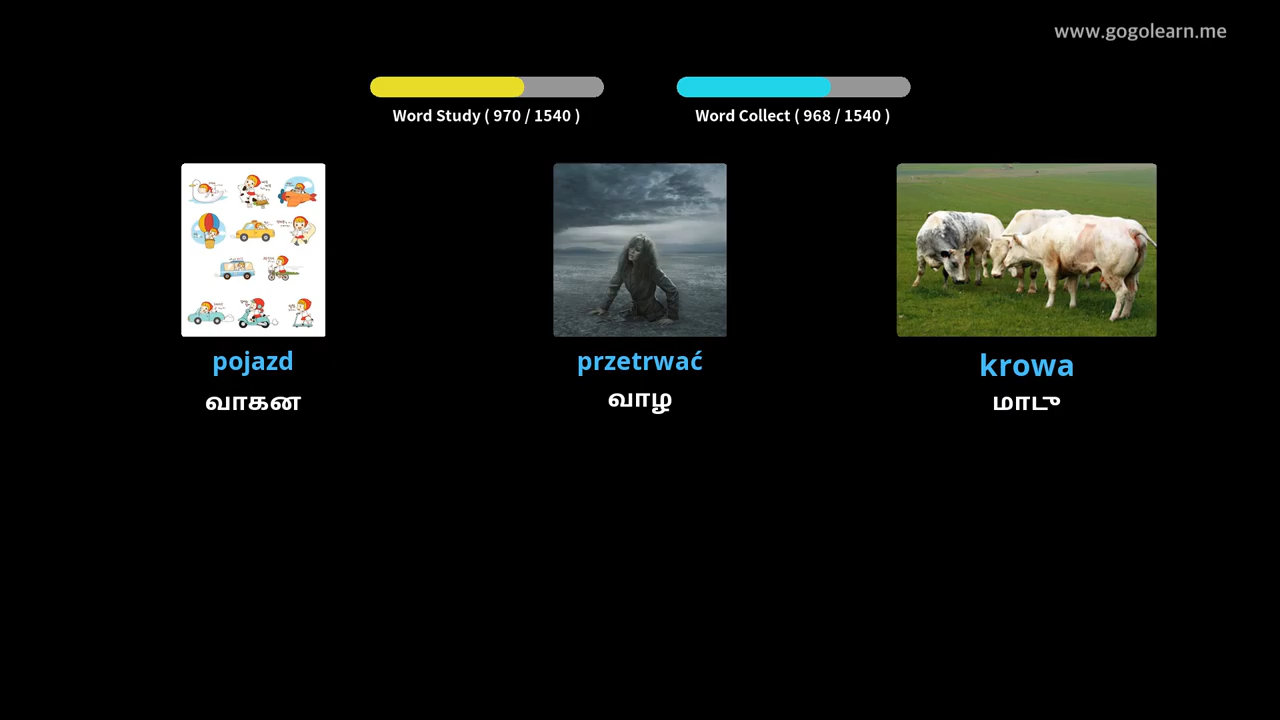 www.gogolearn.me
Word Study ( 970 / 1540 )
Word Collect ( 968 / 1540 )
pojazd
வாகன
przetrwać
வாழ
krowa
மாடு